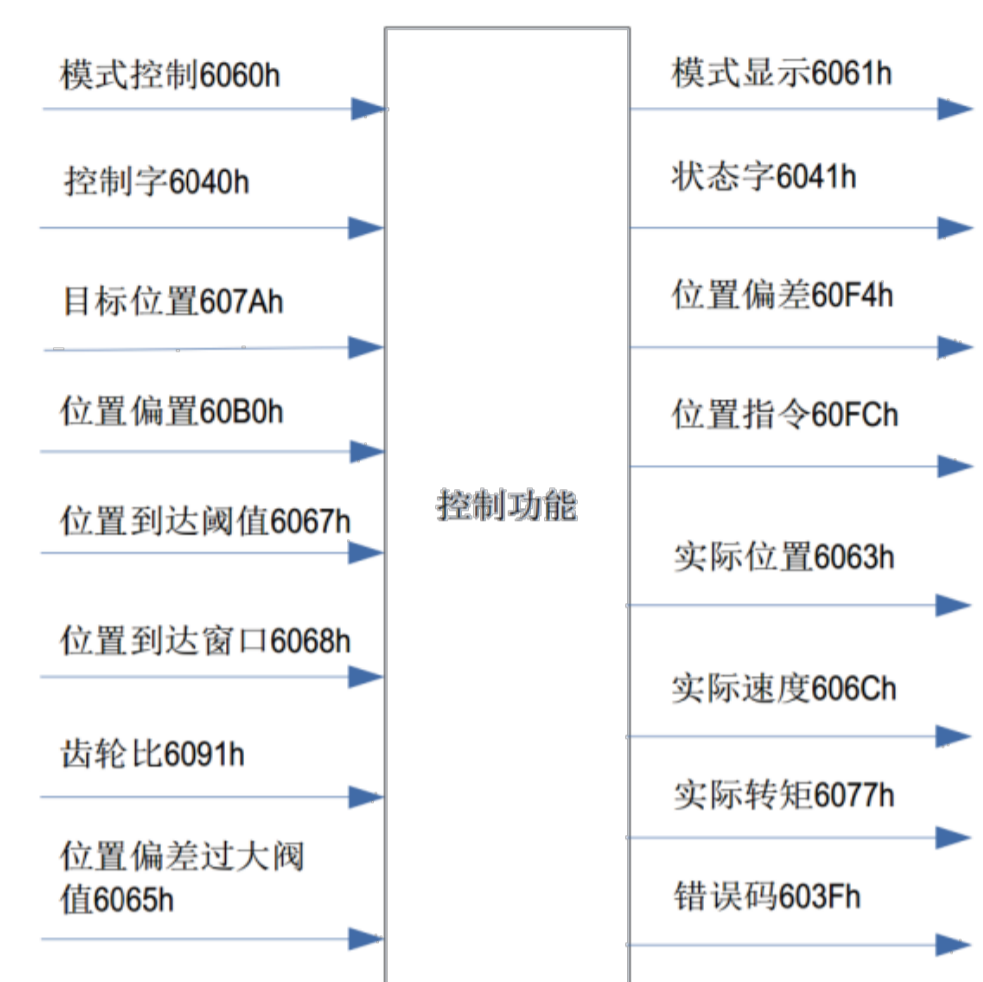 模式控制6060h
控制字6040h
目标位置607Ah
位置偏置60B0h
位置到达阈值6067h
位置到达窗口6068h
齿轮比6091h
位置偏差过大阀
值6065h
控制功能
模式显示6061h
状态字6041h
位置偏差60F4h
位置指令60FCh
实际位置6063h
实际速度606Ch
实际转矩6077h
错误码603Fh